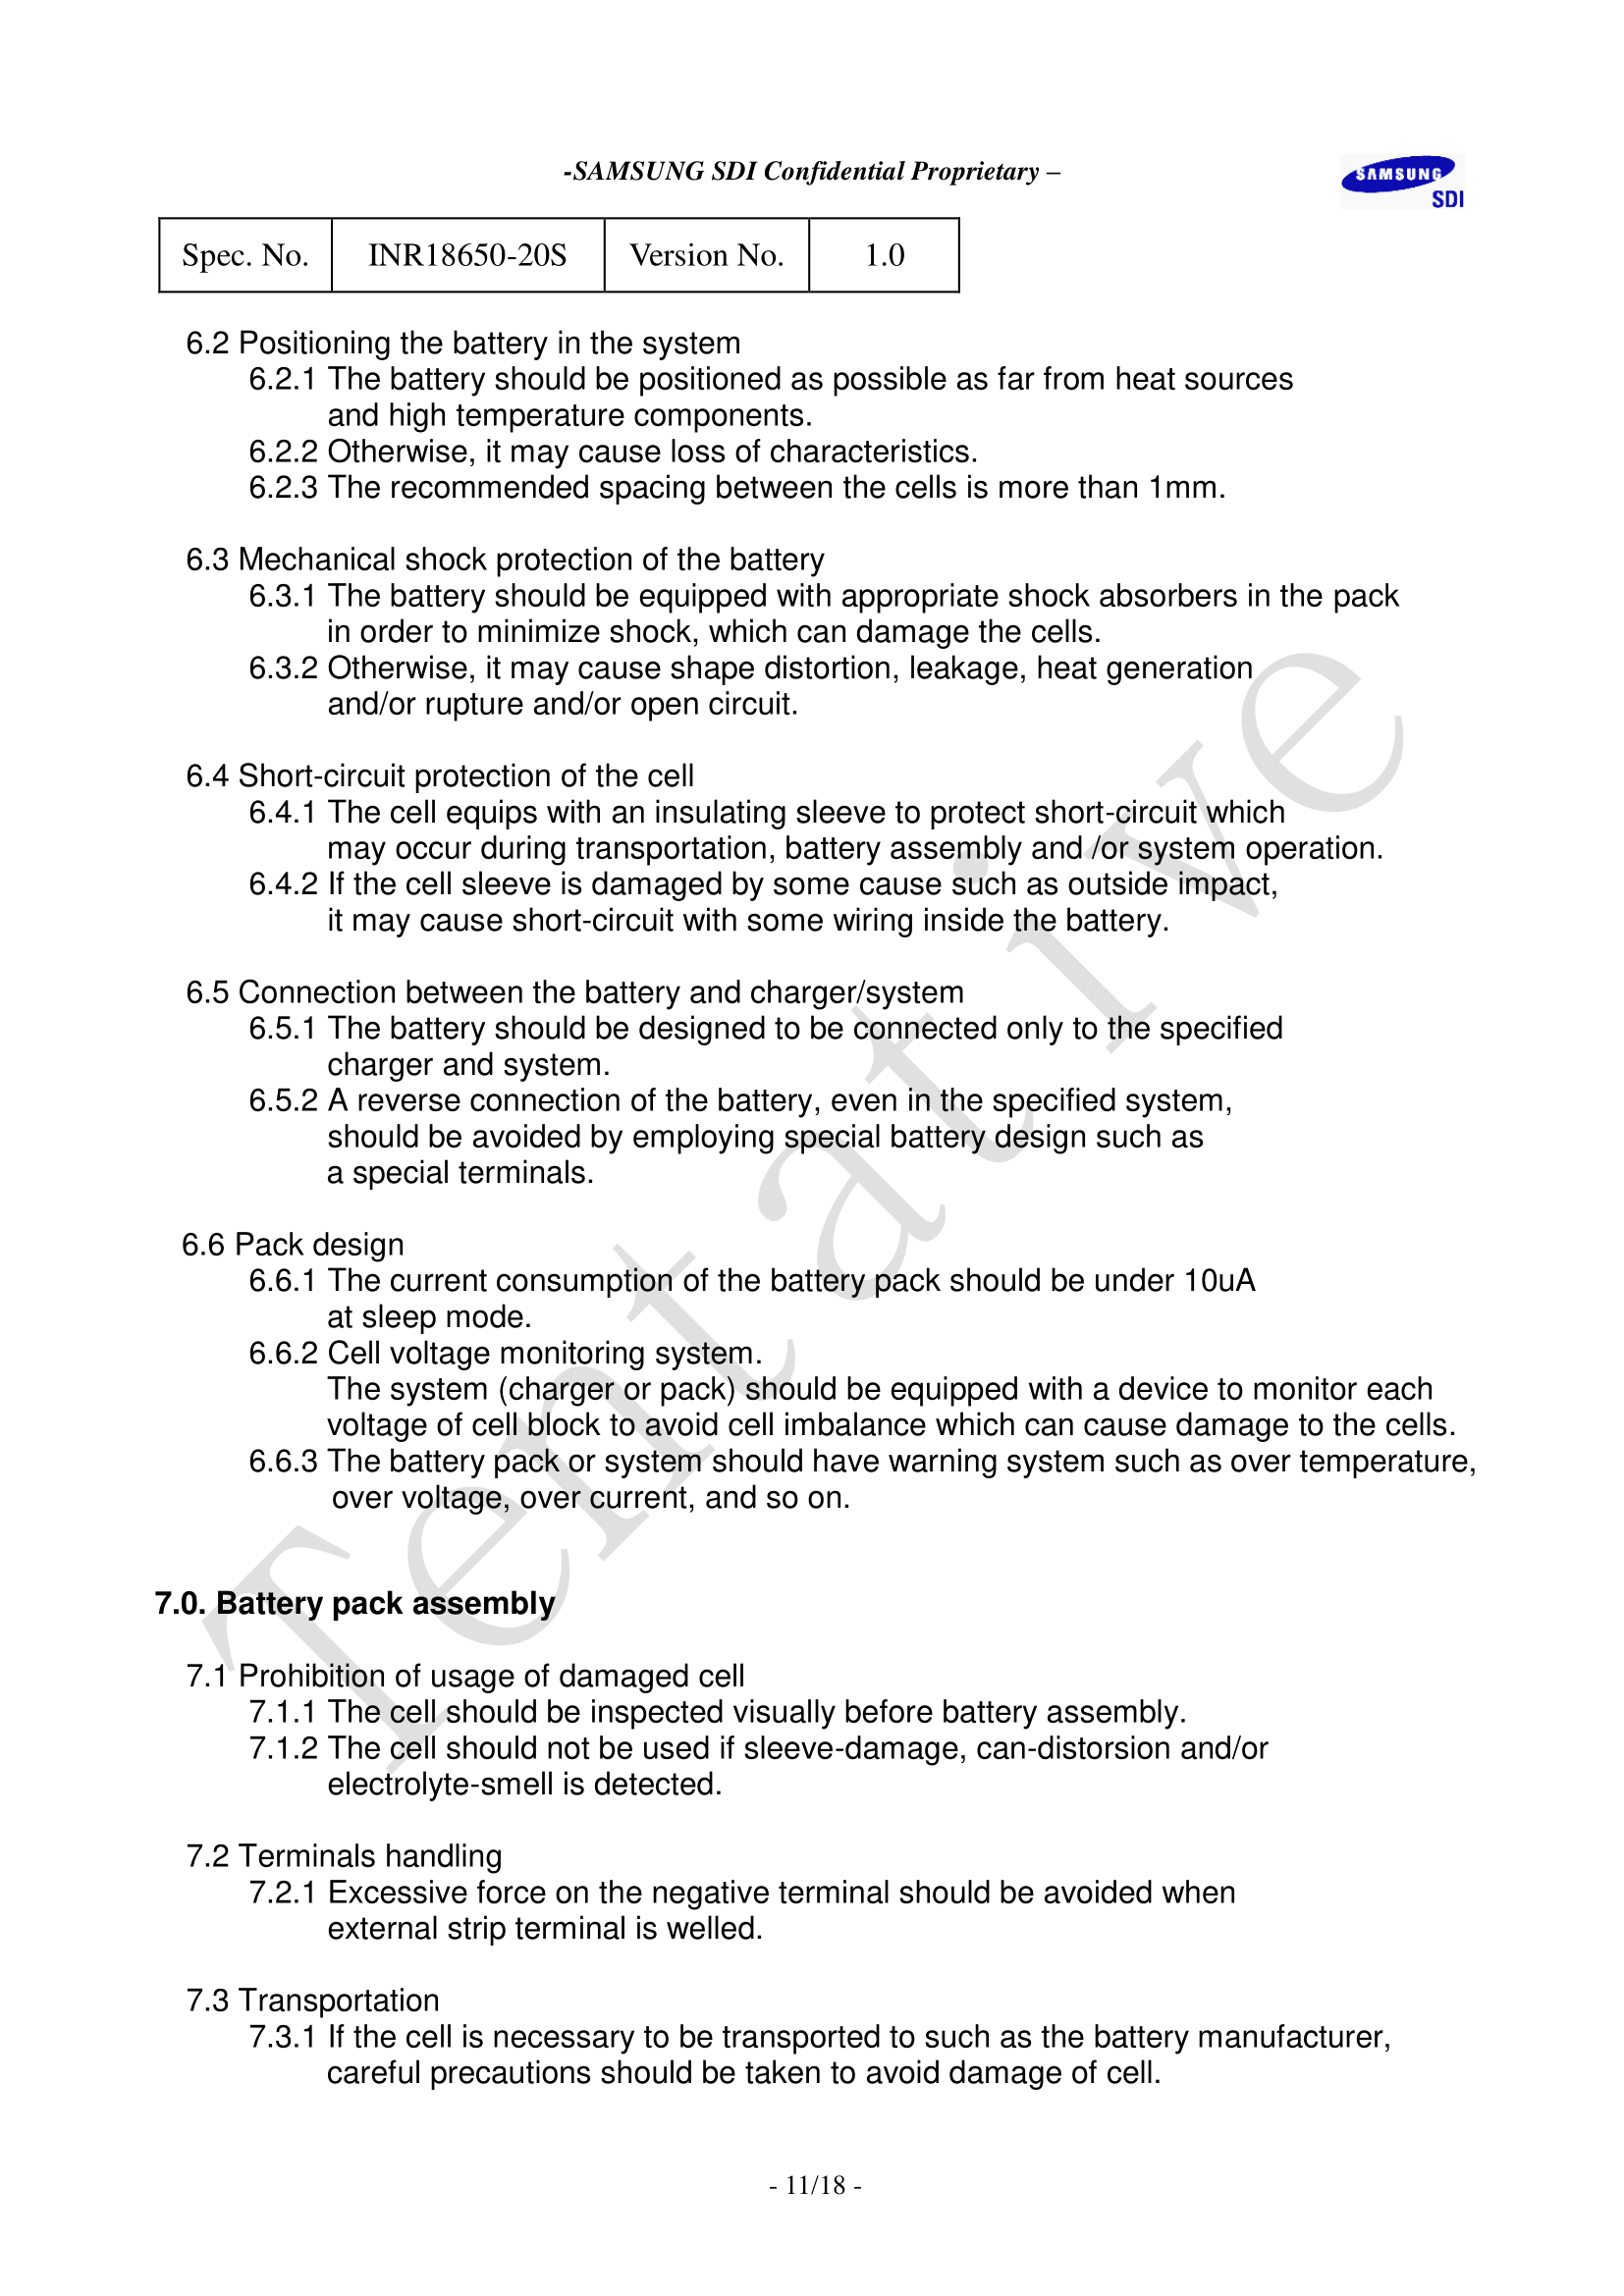 -SAMSUNG SDI Confidential Proprietary –
SAMSUNG
SDI
Spec. No. INR18650-20S Version No. 1.0
6.2 Positioning the battery in the system
6.2.1 The battery should be positioned as possible as far from heat sources
and high temperature components.
6.2.2 Otherwise, it may cause loss of characteristics.
6.2.3 The recommended spacing between the cells is more than 1mm.
6.3 Mechanical shock protection of the battery
6.3.1 The battery should be equipped with appropriate shock absorbers in the pack
in order to minimize shock, which can damage the cells.
6.3.2 Otherwise, it may cause shape distortion, leakage, heat generation
and/or rupture and/or open circuit.
6.4 Short-circuit protection of the cell
6.4.1 The cell equips with an insulating sleeve to protect short-circuit which
may occur during transportation, battery assembly and /or system operation.
6.4.2 If the cell sleeve is damaged by some cause such as outside impact,
it may cause short-circuit with some wiring inside the battery.
6.5 Connection between the battery and charger/system
6.5.1 The battery should be designed to be connected only to the specified
charger and system.
6.5.2 A reverse connection of the battery, even in the specified system,
should be avoided by employing special battery design such as
a special terminals.
6.6 Pack design
6.6.1 The current consumption of the battery pack should be under 10uA
at sleep mode.
6.6.2 Cell voltage monitoring system.
The system (charger or pack) should be equipped with a device to monitor each
voltage of cell block to avoid cell imbalance which can cause damage to the cells.
6.6.3 The battery pack or system should have warning system such as over temperature,
over voltage, over current, and so on.
7.0. Battery pack assembly
7.1 Prohibition of usage of damaged cell
7.1.1 The cell should be inspected visually before battery assembly.
7.1.2 The cell should not be used if sleeve-damage, can-distorsion and/or
electrolyte-smell is detected.
7.2 Terminals handling
7.2.1 Excessive force on the negative terminal should be avoided when
external strip terminal is welled.
7.3 Transportation
7.3.1 If the cell is necessary to be transported to such as the battery manufacturer,
careful precautions should be taken to avoid damage of cell.
Tentative
- 11/18 -